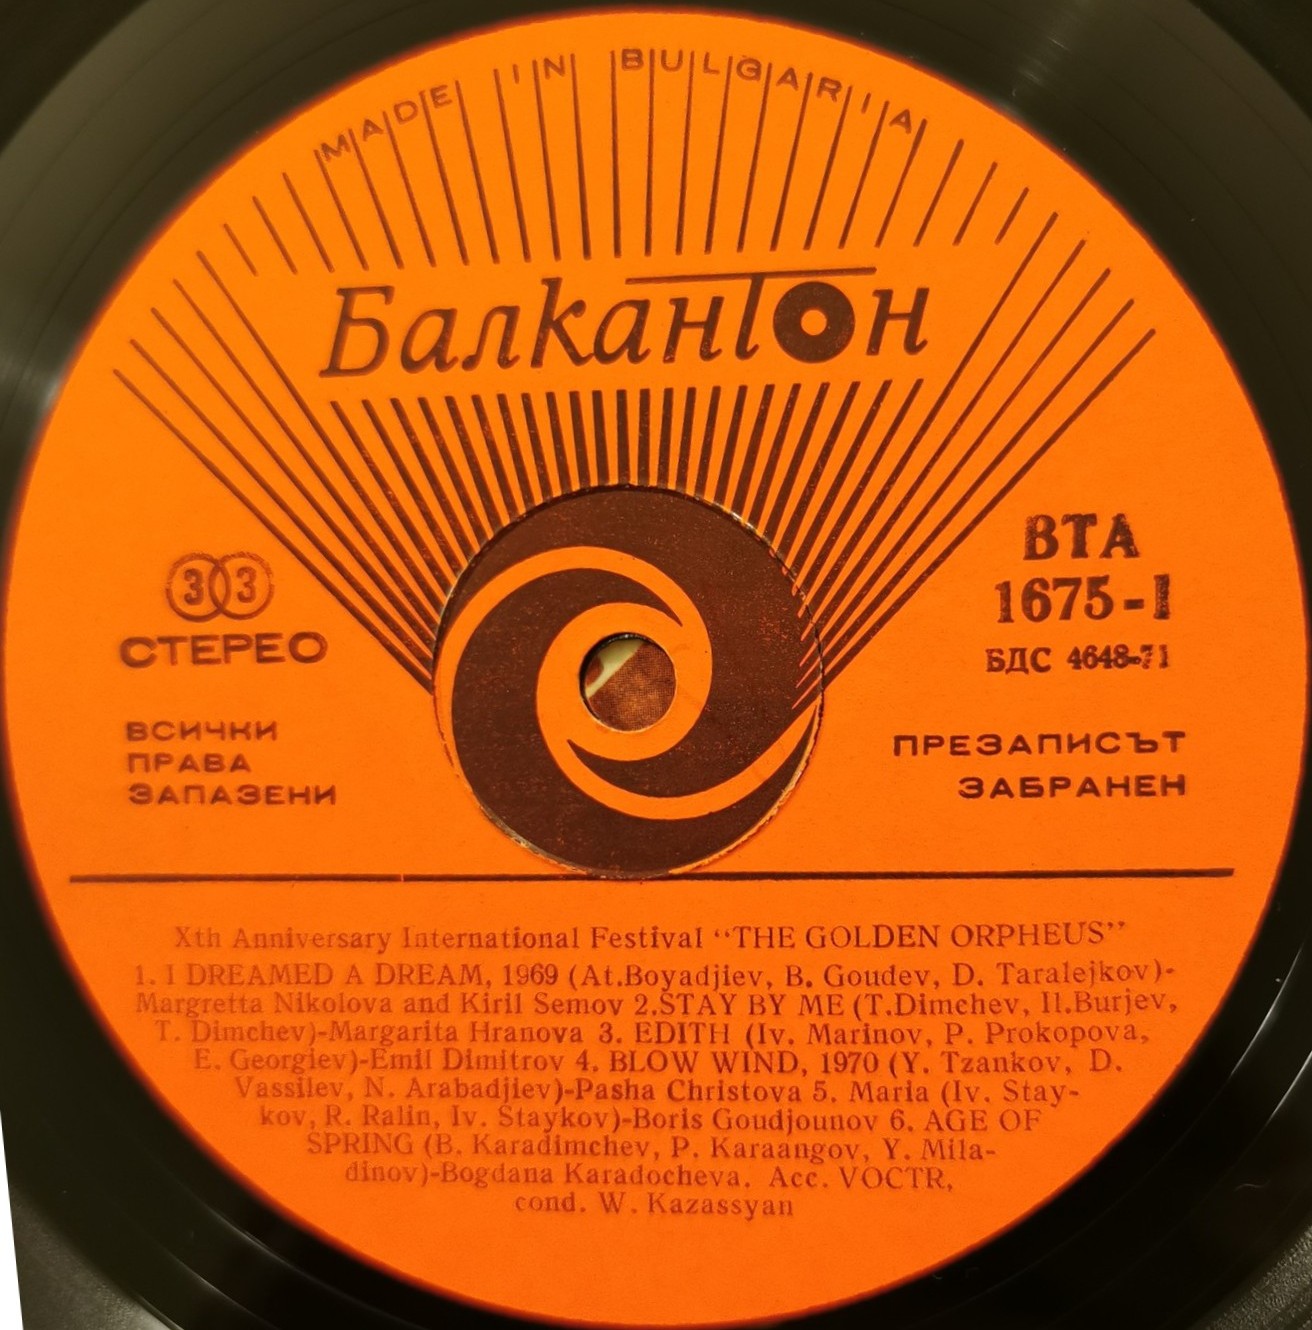 MADE IN BULGARIA
Балкантон
33
СТЕРЕО
ВСИЧКИ
ПРАВА
ЗАПАЗЕНИ
ВТА
1675-I
БДС 4648-71
ПРЕЗАПИСЪТ
ЗАБРАНЕН
Xth Anniversary International Festival “THE GOLDEN ORPHEUS”
1. I DREAMED A DREAM, 1969 (At.Boyadjiev, B. Goudev, D. Taralejkov)-
Margretta Nikolova and Kiril Semov 2.STAY BY ME (T.Dimchev, Il.Burjev,
T. Dimchev)-Margarita Hranova 3. EDITH (Iv. Marinov, P. Prokopova,
E. Georgiev)-Emil Dimitrov 4. BLOW WIND, 1970 (Y. Tzankov, D.
Vassilev, N. Arabadjiev)-Pasha Christova 5. Maria (Iv. Stay-
kov, R. Ralin, Iv. Staykov)-Boris Goudjounov 6. AGE OF
SPRING (B. Karadimchev, P. Karaangov, Y. Mila-
dinov)-Bogdana Karadocheva. Acc. VOCTR,
cond. W. Kazassyan